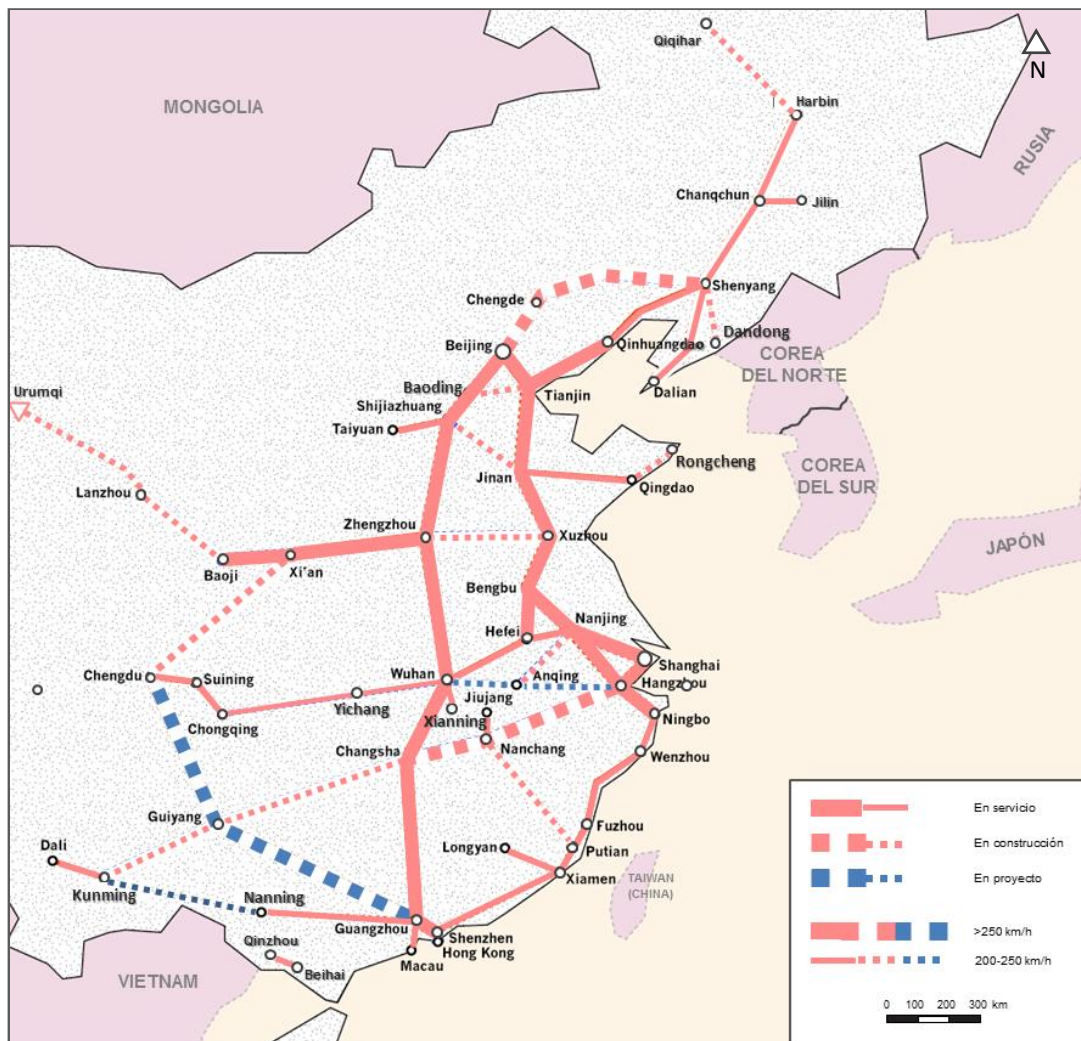 Qiqihar
N
MONGOLIA
Harbin
RUSIA
Chanqchun
Jilin
Shenyang
Chengde
Dandong
Beijing
Qinhuangdao
COREA
DEL NORTE
Baoding
Urumqi
Tianjin
Dalian
Shijiazhuang
Taiyuan
Rongcheng
COREA
DEL SUR
Jinan
Qingdao
Lanzhou
Zhengzhou
Xuzhou
JAPÓN
Baoji
Xi'an
Bengbu
Nanjing
Hefei
Shanghai
Chengdu
Suining
Wuhan
Anqing
Hangzhou
Yichang
Jiujang
Chongqing
Xianning
Ningbo
Changsha
Nanchang
Wenzhou
Guiyang
Fuzhou
Dali
Longyan
Putian
Kunming
Xiamen
TAIWAN
(CHINA)
Nanning
Guangzhou
Shenzhen
Qinzhou
Hong Kong
Macau
Beihai
VIETNAM
En servicio
En construcción
En proyecto
>250 km/h
200-250 km/h
0 100 200 300 km